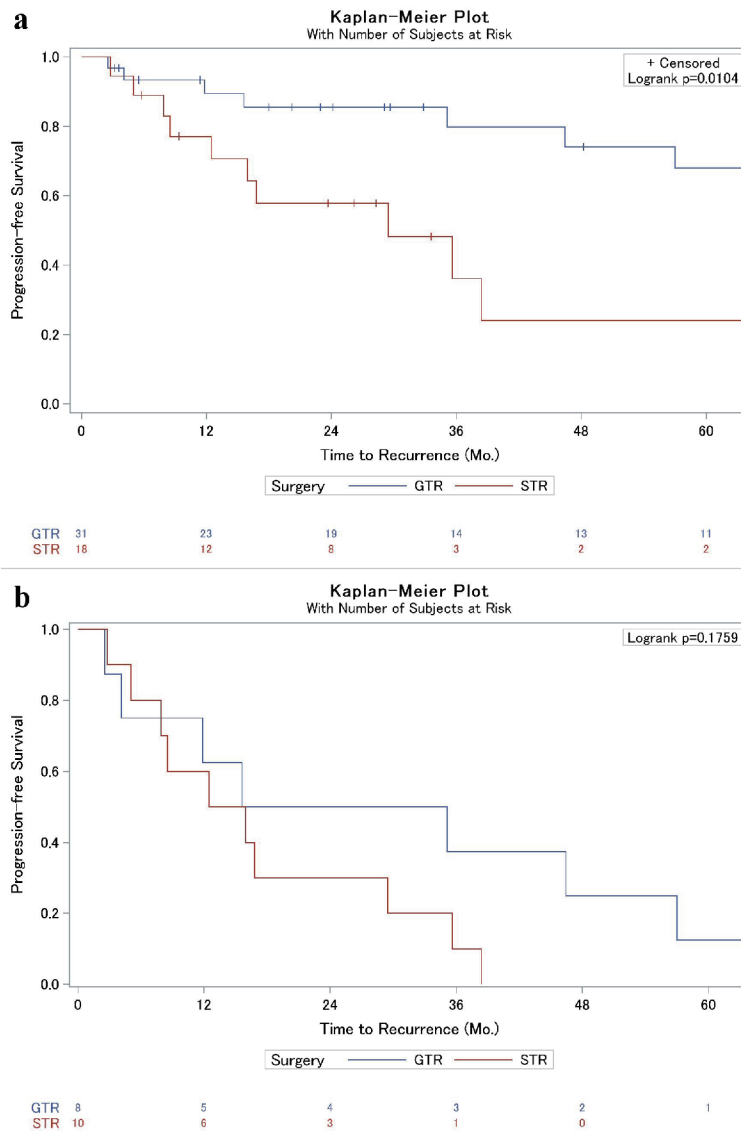 a
Kaplan-Meier Plot
With Number of Subjects at Risk
+ Censored
Logrank p=0.0104
1.0
0.8
0.6
0.4
0.2
0.0
Progression-free Survival
0 12 24 36 48 60
Time to Recurrence (Mo.)
Surgery GTR STR
GTR 31 23 19 14 13 11
STR 18 12 8 3 2 2
b
Kaplan-Meier Plot
With Number of Subjects at Risk
Logrank p=0.1759
1.0
0.8
0.6
0.4
0.2
0.0
Progression-free Survival
0 12 24 36 48 60
Time to Recurrence (Mo.)
Surgery GTR STR
GTR 8 5 4 3 2 1
STR 10 6 3 1 0